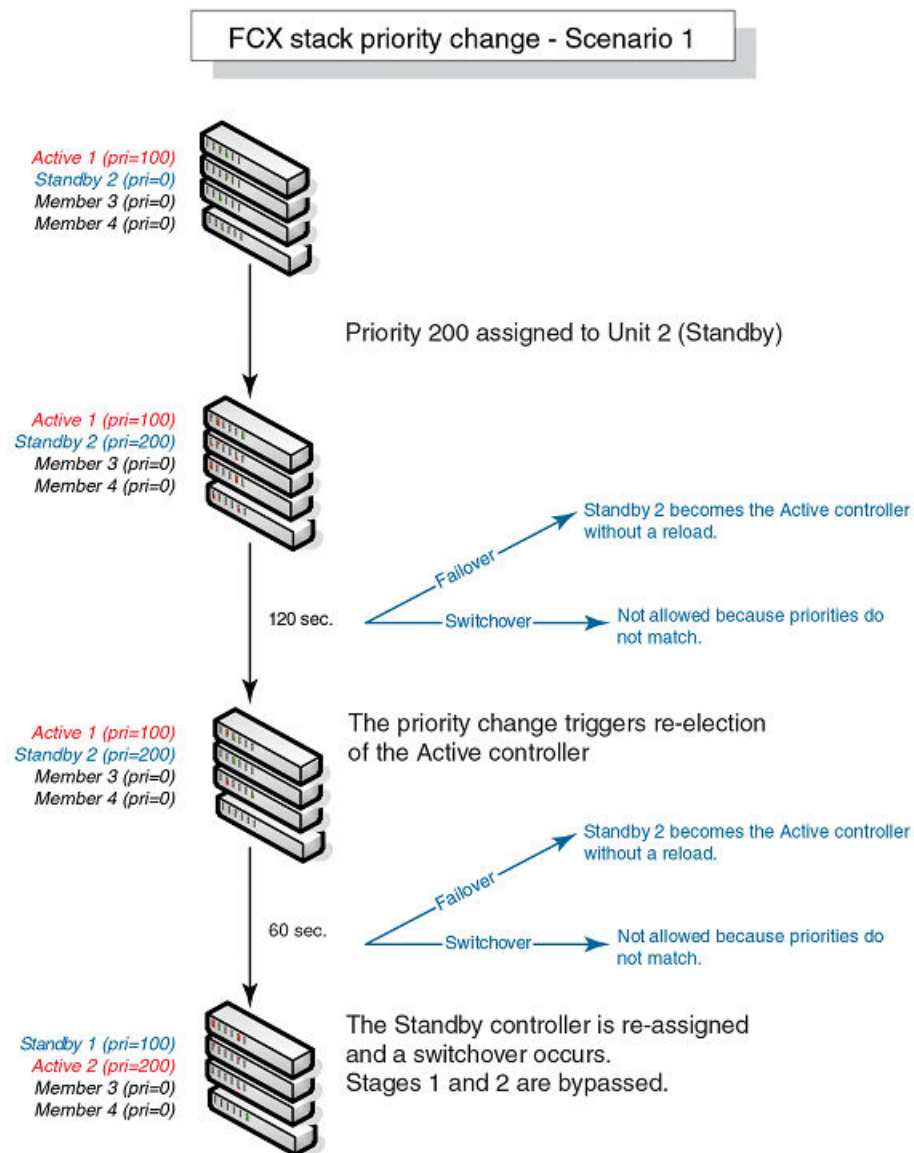 FCX stack priority change - Scenario 1
Active 1 (pri=100)
Standby 2 (pri=0)
Member 3 (pri=0)
Member 4 (pri=0)
Priority 200 assigned to Unit 2 (Standby)
Active 1 (pri=100)
Standby 2 (pri=200)
Member 3 (pri=0)
Member 4 (pri=0)
120 sec.
Failover
Standby 2 becomes the Active controller
without a reload.
Switchover
Not allowed because priorities do
not match.
Active 1 (pri=100)
Standby 2 (pri=200)
Member 3 (pri=0)
Member 4 (pri=0)
The priority change triggers re-election
of the Active controller
60 sec.
Failover
Standby 2 becomes the Active controller
without a reload.
Switchover
Not allowed because priorities do
not match.
Standby 1 (pri=100)
Active 2 (pri=200)
Member 3 (pri=0)
Member 4 (pri=0)
The Standby controller is re-assigned
and a switchover occurs.
Stages 1 and 2 are bypassed.